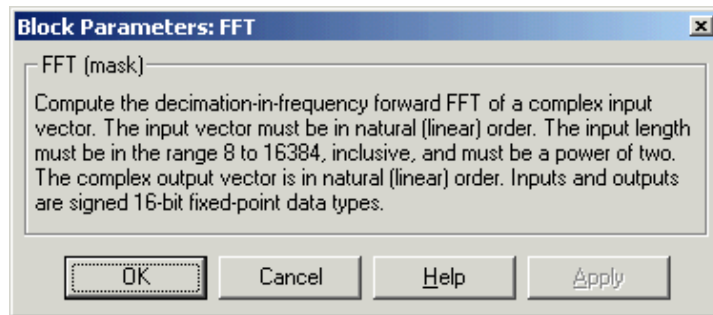 Block Parameters: FFT
FFT (mask)
Compute the decimation-in-frequency forward FFT of a complex input
vector. The input vector must be in natural (linear) order. The input length
must be in the range 8 to 16384, inclusive, and must be a power of two.
The complex output vector is in natural (linear) order. Inputs and outputs
are signed 16-bit fixed-point data types.
OK Cancel Help Apply